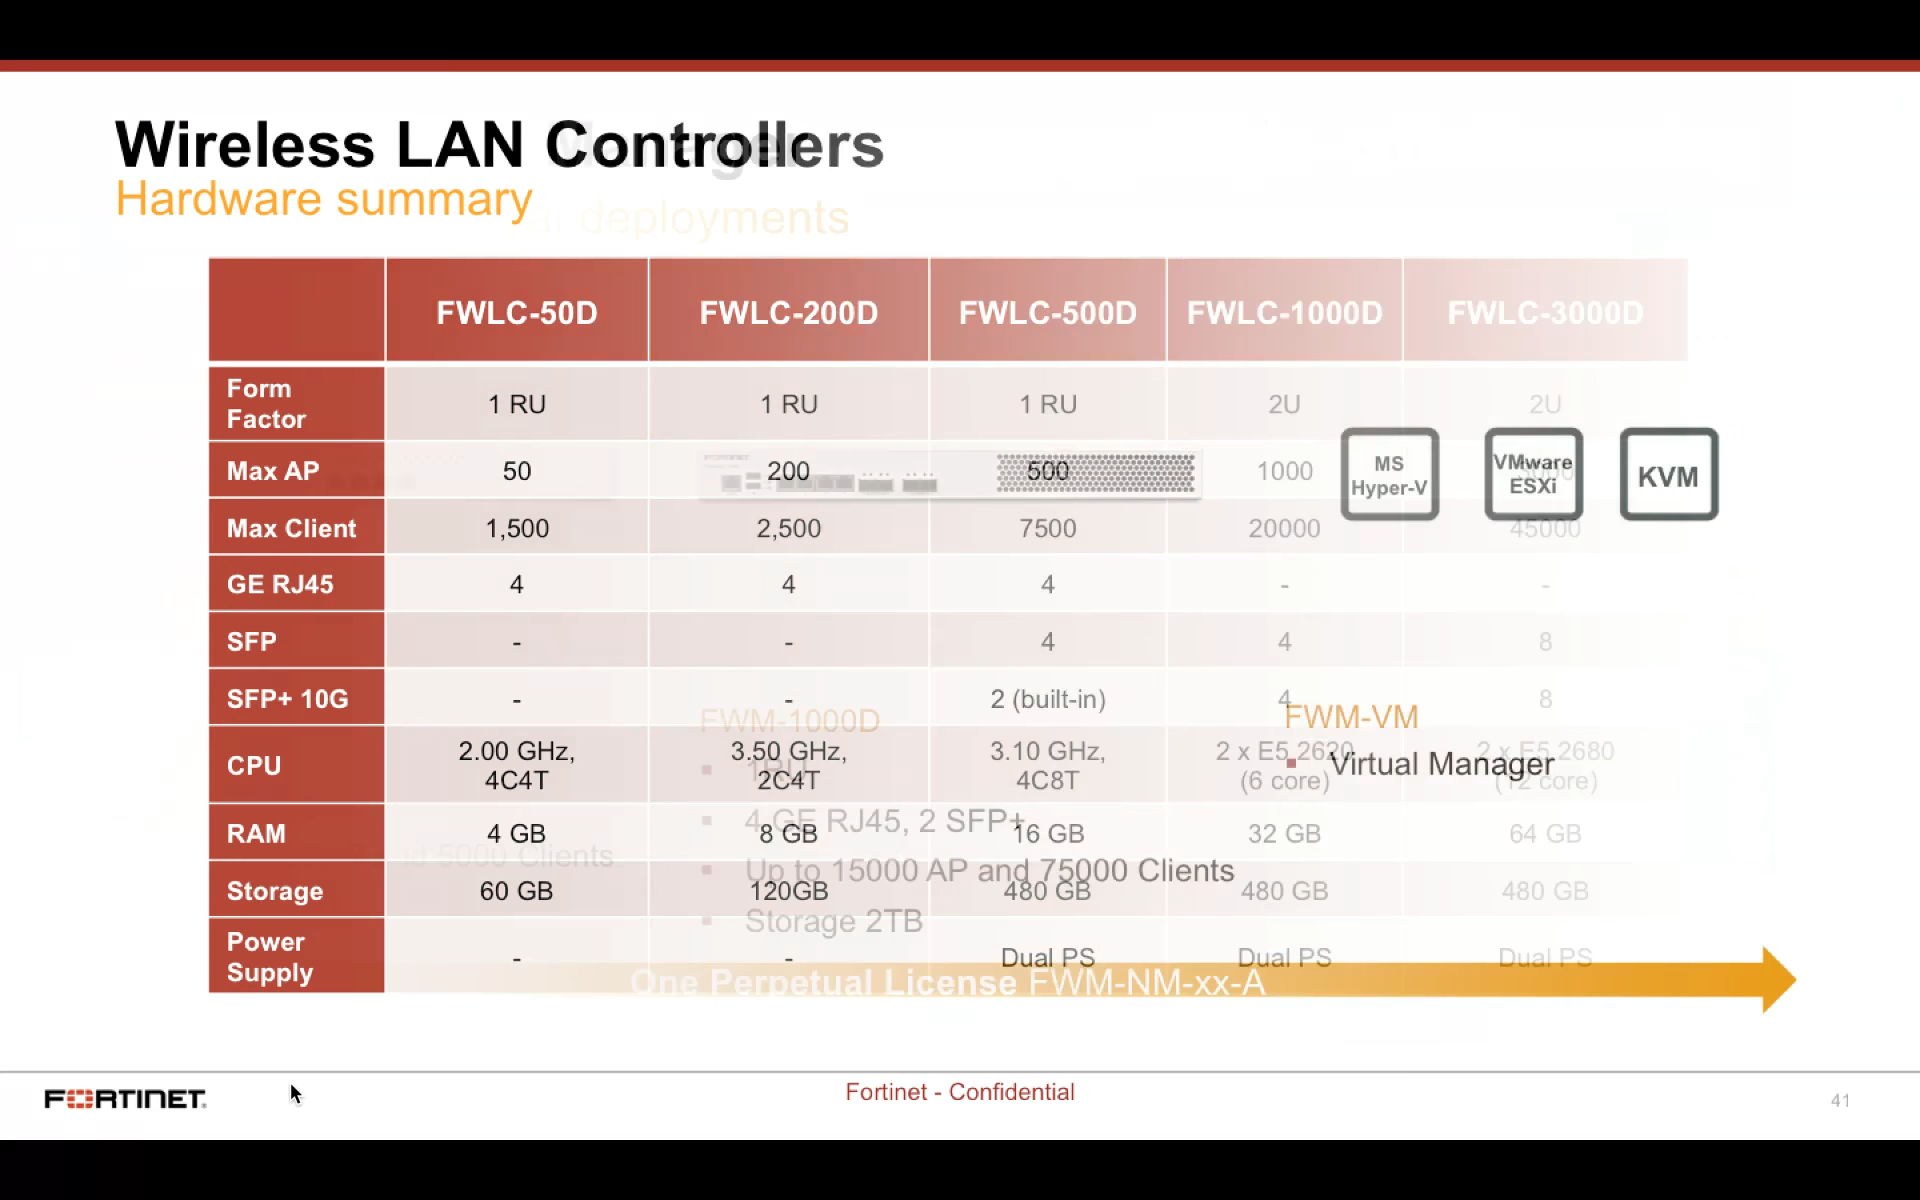 Wireless LAN Controllers
Hardware summary
deployments
FWLC-50D FWLC-200D FWLC-500D FWLC-1000D FWLC-3000D
Form Factor 1 RU 1 RU 1 RU 2U 2U
Max AP 50 200 500 1000
MS Hyper-V
VMware ESXi
KVM
Max Client 1,500 2,500 7500 20000 45000
GE RJ45 4 4 4 - -
SFP - - 4 4 8
SFP+ 10G - - 2 (built-in) 4 8
FWM-1000D
FWM-VM
CPU 2.00 GHz, 4C4T 3.50 GHz, 2C4T 3.10 GHz, 4C8T 2 x E5 2620 (6 core) 2 x E5 2680 (12 core)
1RU
Virtual Manager
4 GE RJ45, 2 SFP+
RAM 4 GB 8 GB 16 GB 32 GB 64 GB
5000 Clients
Up to 15000 AP and 75000 Clients
Storage 60 GB 120GB 480 GB 480 GB 480 GB
Storage 2TB
Power Supply - - Dual PS Dual PS Dual PS
One Perpetual License FWM-NM-xx-A
FORTINET
Fortinet - Confidential
41